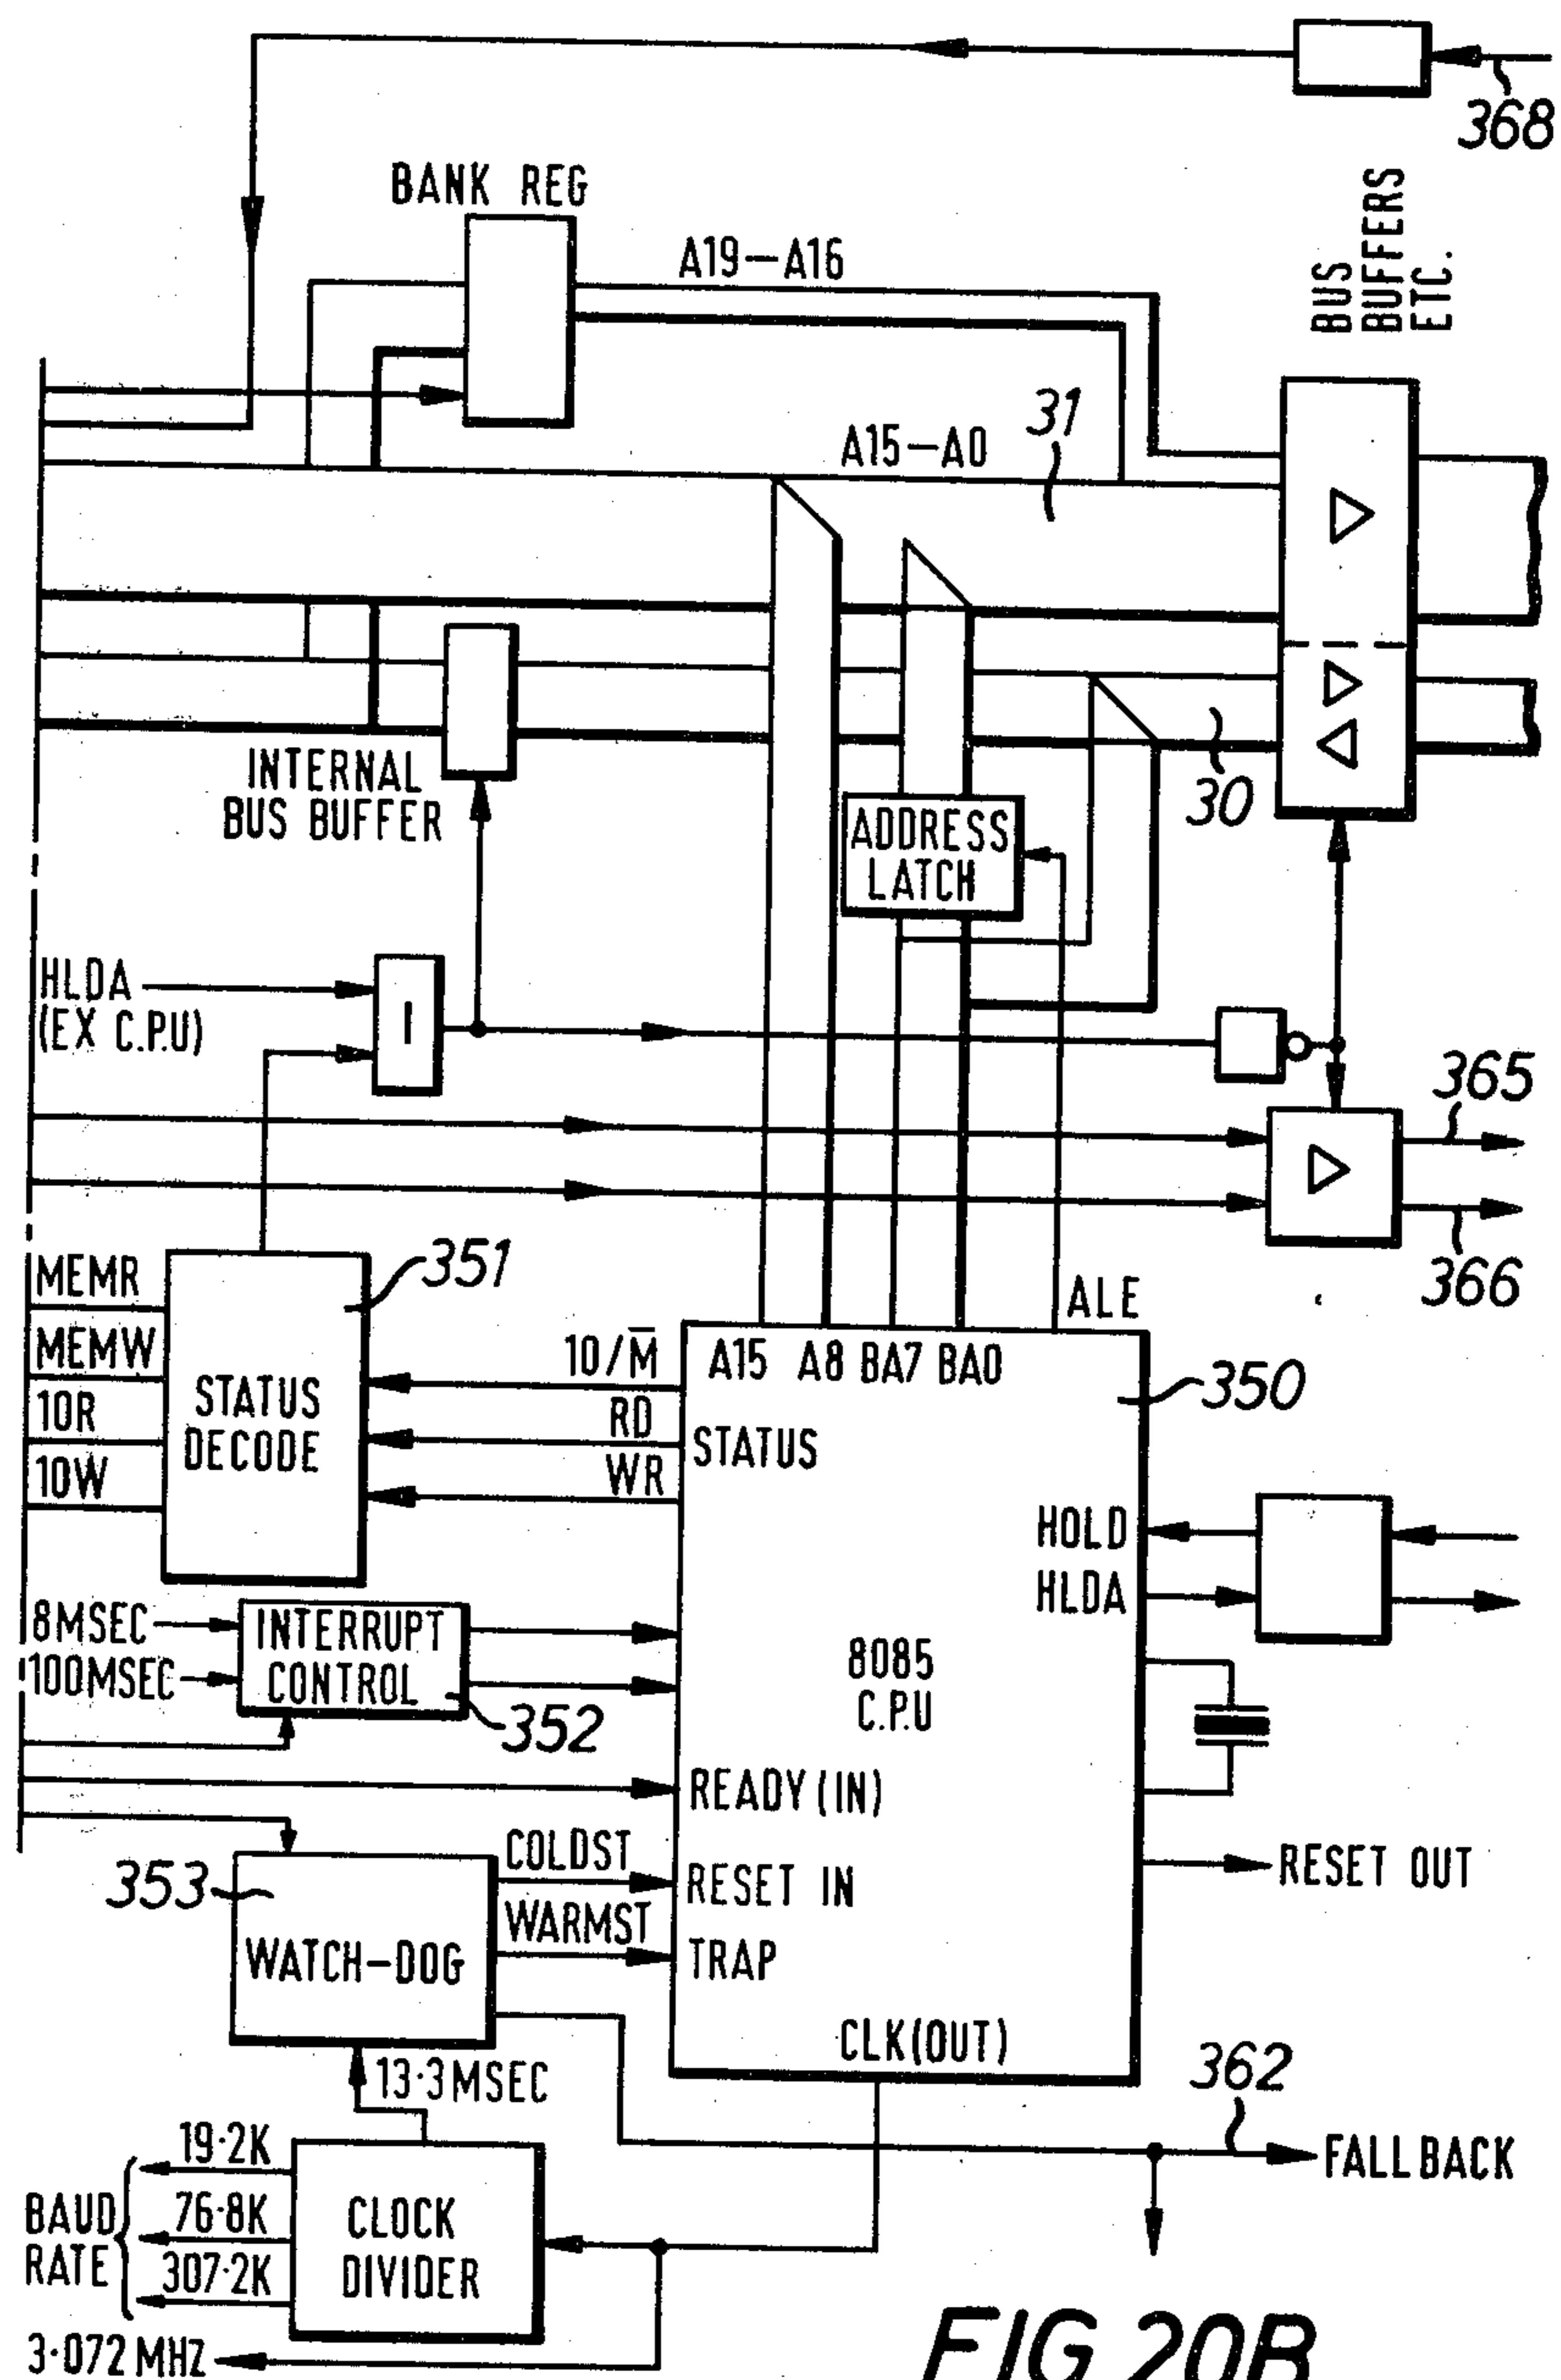 368
BANK REG
A19—A16
BUS
BUFFERS
ETC.
31
A15—A0
INTERNAL
BUS BUFFER
30
ADDRESS
LATCH
HLDA
(EX C.P.U)
1
365
366
MEMR
351
ALE
MEMW
10/M̅
A15 A8 BA7 BA0
350
STATUS
DECODE
10R
RD
STATUS
10W
WR
HOLD
HLDA
8MSEC
INTERRUPT
CONTROL
100MSEC
352
8085
C.P.U
READY (IN)
COLDST
RESET IN
RESET OUT
353
WARMST
WATCH-DOG
TRAP
CLK(OUT)
13·3 MSEC
362
FALLBACK
19·2K
BAUD
RATE
76·8K
CLOCK
DIVIDER
307·2K
3·072 MHZ
FIG 20B